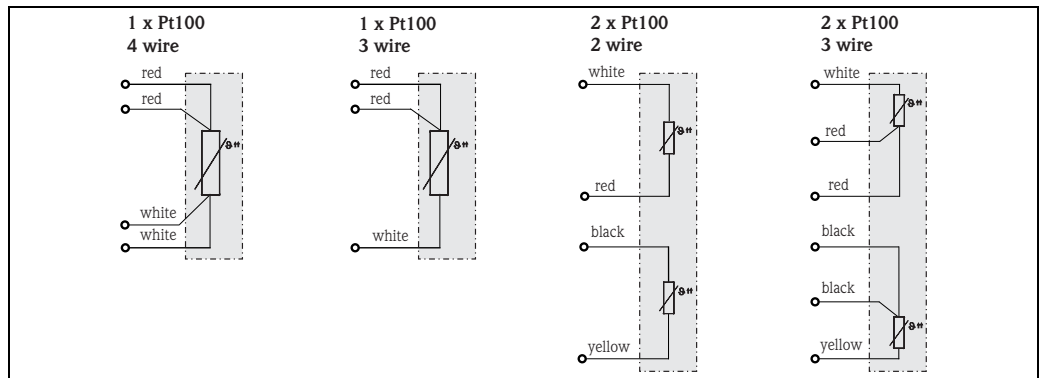 1 x Pt100
4 wire
red
red
ϑ
white
white
1 x Pt100
3 wire
red
red
ϑ
white
2 x Pt100
2 wire
white
ϑ
red
black
ϑ
yellow
2 x Pt100
3 wire
white
ϑ
red
red
black
black
ϑ
yellow